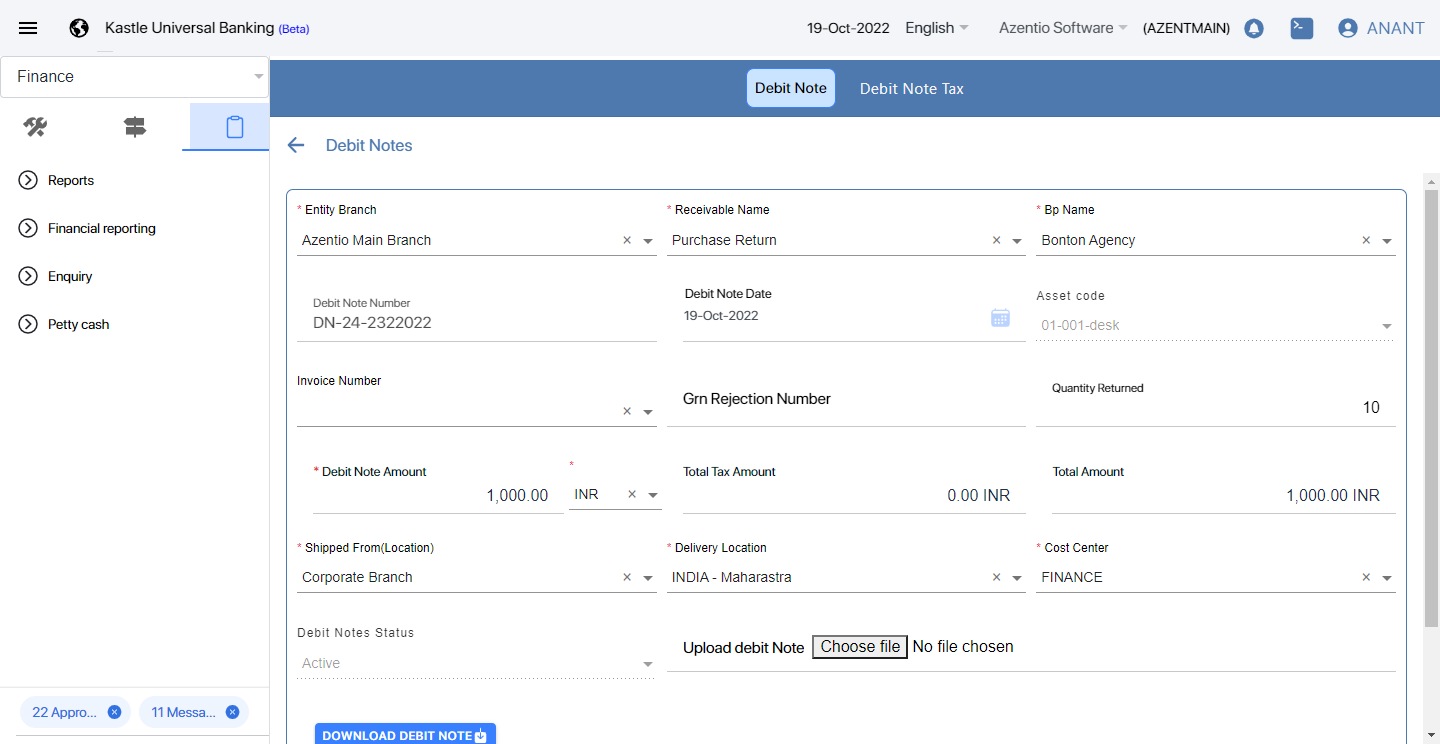 Kastle Universal Banking (Beta)
19-Oct-2022 English Azentio Software (AZENTMAIN) ANANT
Finance
Debit Note Debit Note Tax
Debit Notes
Reports
Financial reporting
Enquiry
Petty cash
* Entity Branch * Receivable Name * Bp Name
Azentio Main Branch × Purchase Return × Bonton Agency ×
Debit Note Number Debit Note Date Asset code
DN-24-2322022 19-Oct-2022 01-001-desk
Invoice Number Grn Rejection Number Quantity Returned
× 10
* Debit Note Amount * Total Tax Amount Total Amount
1,000.00 INR × 0.00 INR 1,000.00 INR
* Shipped From(Location) * Delivery Location * Cost Center
Corporate Branch × INDIA - Maharastra × FINANCE ×
Debit Notes Status Upload debit Note Choose file No file chosen
Active
22 Appro... 11 Messa...
DOWNLOAD DEBIT NOTE